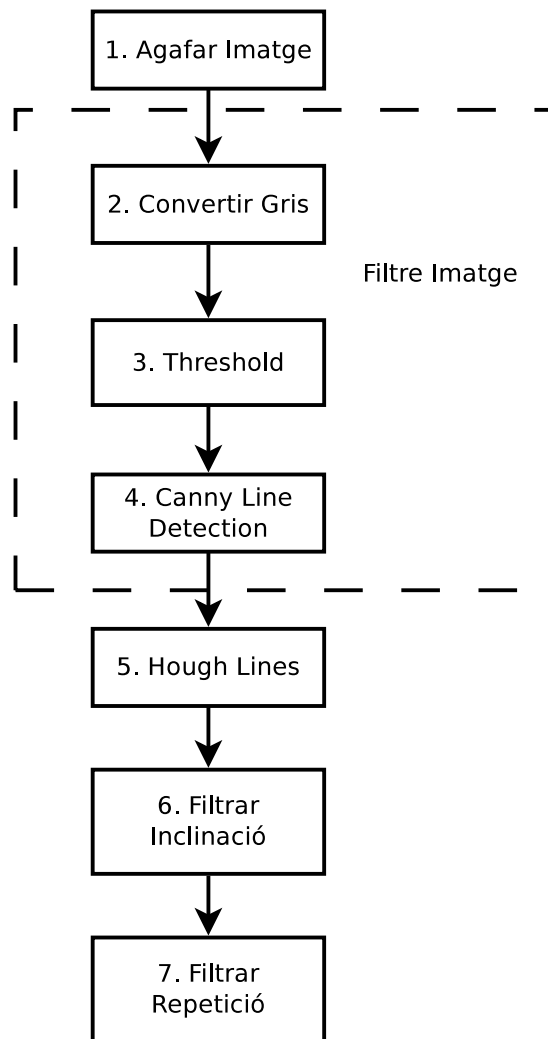 1. Agafar Imatge
2. Convertir Gris
Filtre Imatge
3. Threshold
4. Canny Line
Detection
5. Hough Lines
6. Filtrar
Inclinació
7. Filtrar
Repetició